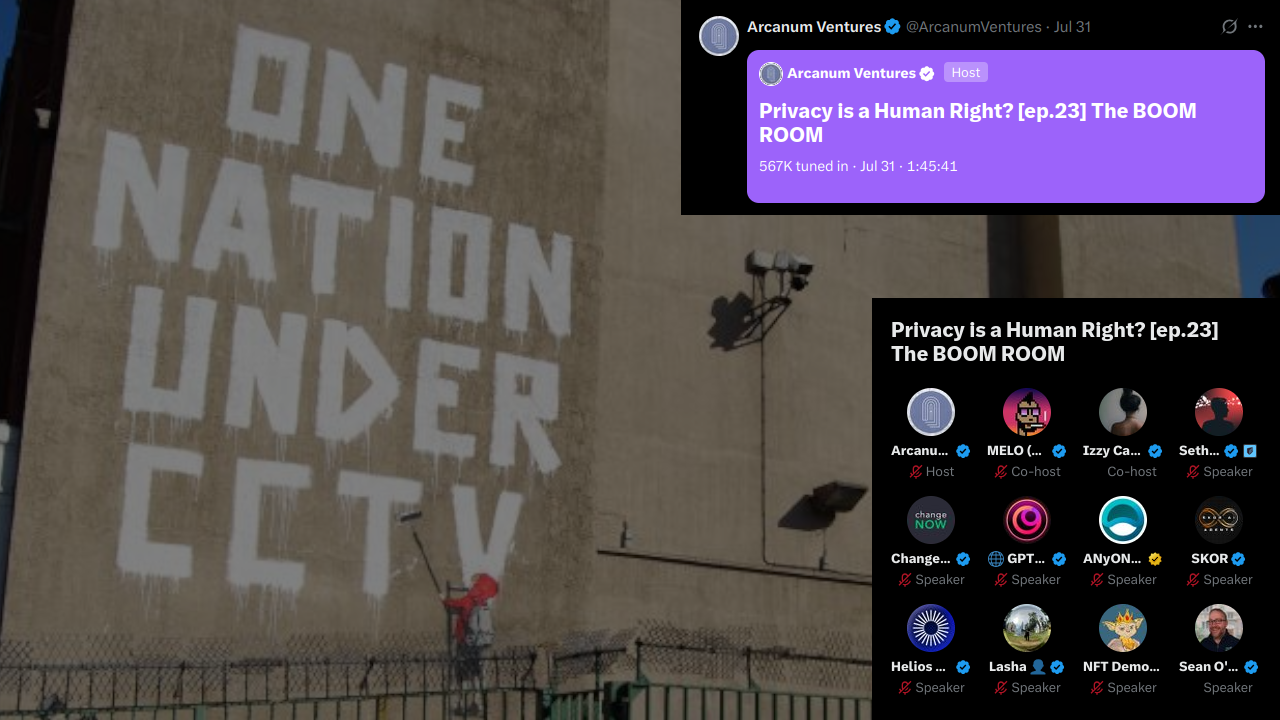 ONE
NATION
UNDER
CCTV
Arcanum Ventures @ArcanumVentures · Jul 31
Arcanum Ventures Host
Privacy is a Human Right? [ep.23] The BOOM
ROOM
567K tuned in · Jul 31 · 1:45:41
Privacy is a Human Right? [ep.23]
The BOOM ROOM
Arcanu... MELO (... Izzy Ca... Seth...
Host Co-host Co-host Speaker
change
NOW
Change... GPT... ANyON... SKOR
Speaker Speaker Speaker Speaker
Helios ... Lasha NFT Demo... Sean O'...
Speaker Speaker Speaker Speaker